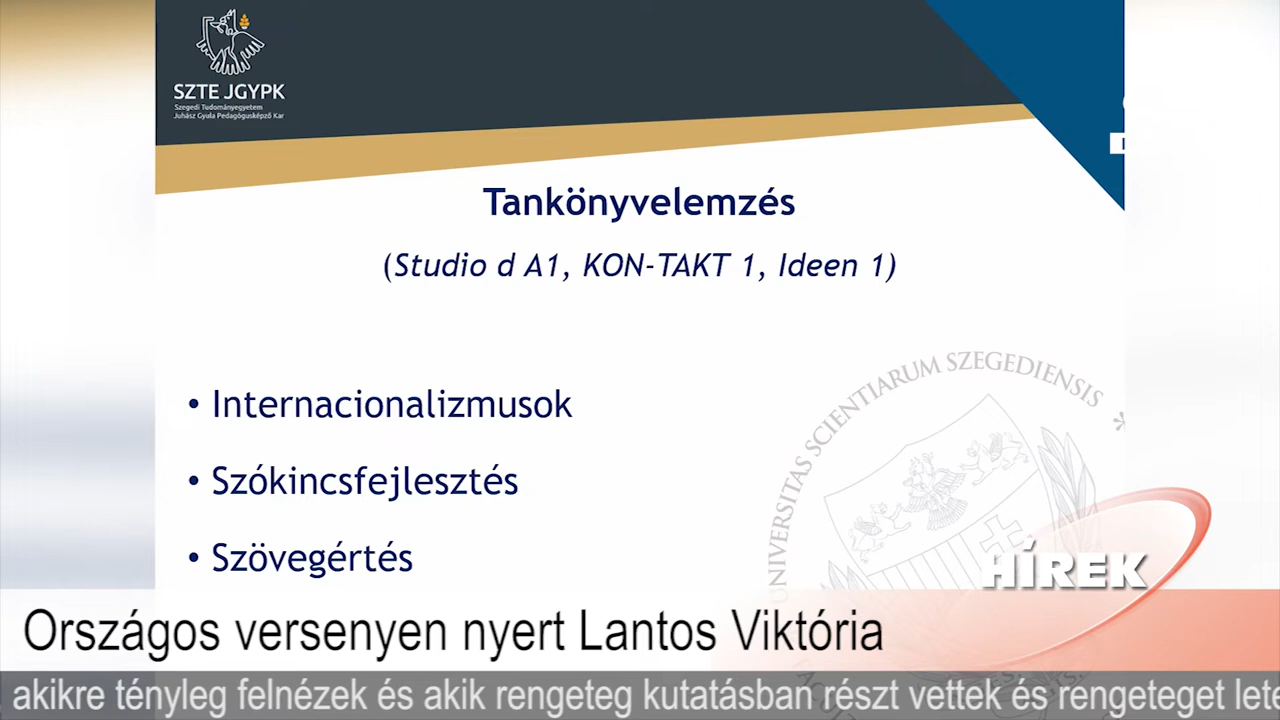 SZTE JGYPK
Szegedi Tudományegyetem
Juhász Gyula Pedagógusképző Kar
Tankönyvelemzés
(Studio d A1, KON-TAKT 1, Ideen 1)
• Internacionalizmusok
• Szókincsfejlesztés
• Szövegértés
UNIVERSITAS SCIENTIARUM SZEGEDIENSIS *
HÍREK
Országos versenyen nyert Lantos Viktória
akikre tényleg felnézek és akik rengeteg kutatásban részt vettek és rengeteget